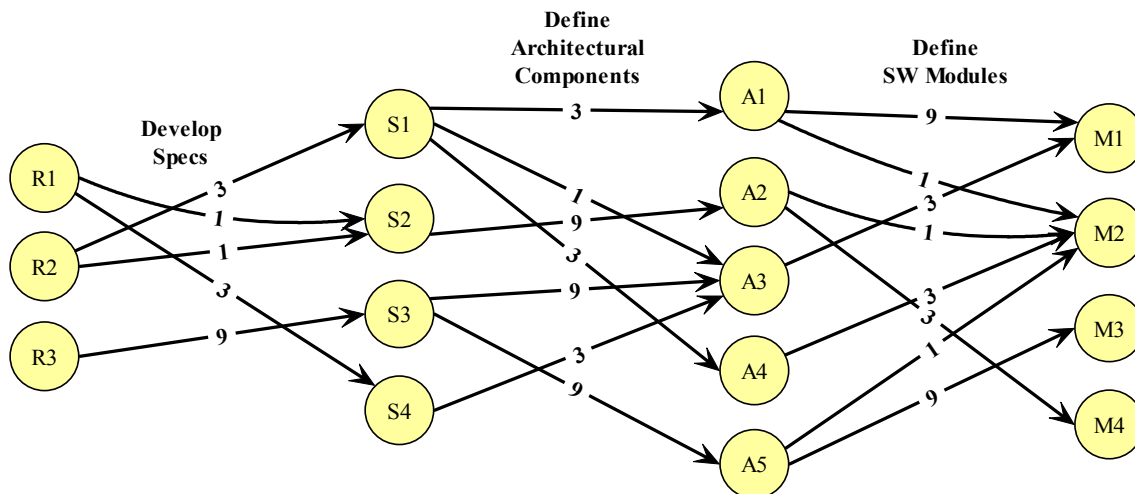 Define
Architectural
Components
Define
SW Modules
Develop
Specs
R1
R2
R3
S1
S2
S3
S4
A1
A2
A3
A4
A5
M1
M2
M3
M4
3
1
1
3
9
3
1
3
9
9
9
3
9
1
3
1
3
3
1
9